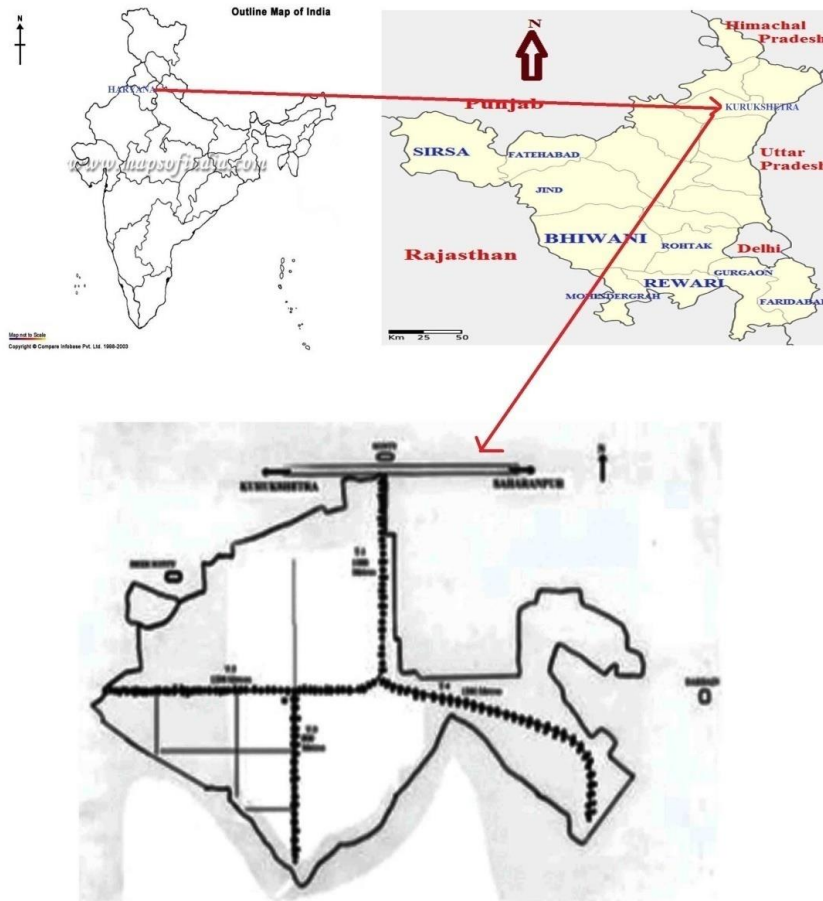 Outline Map of India
N
HARYANA
www.mapsofindia.com
Map not to Scale
Copyright © Compare Infobase Pvt. Ltd. 1999-2003
N
Himachal
Pradesh
Punjab
KURUKSHETRA
SIRSA
FATEHABAD
Uttar
Pradesh
JIND
BHIWANI
ROHTAK
Delhi
Rajasthan
GURGAON
REWARI
MOHINDERGRAH
FARIDABAD
Km 25 50
N
KURUKSHETRA
SAHARANPUR